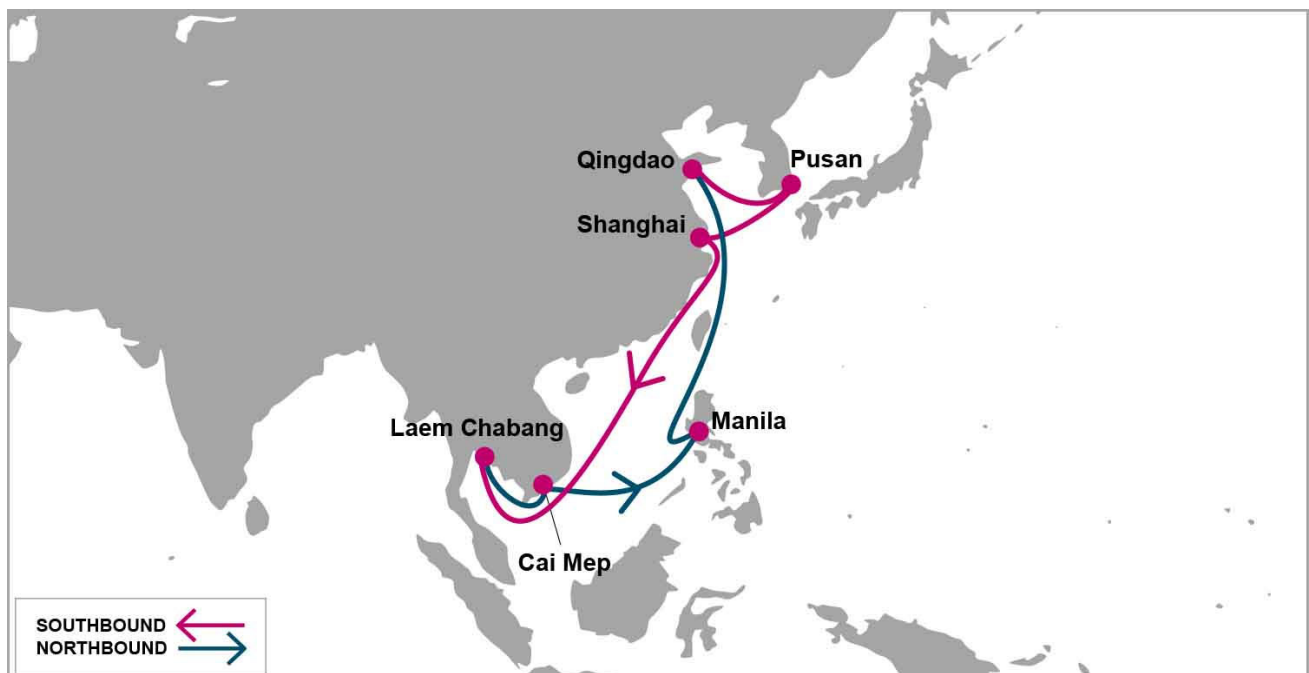 Qingdao
Pusan
Shanghai
Manila
Laem Chabang
Cai Mep
SOUTHBOUND
NORTHBOUND